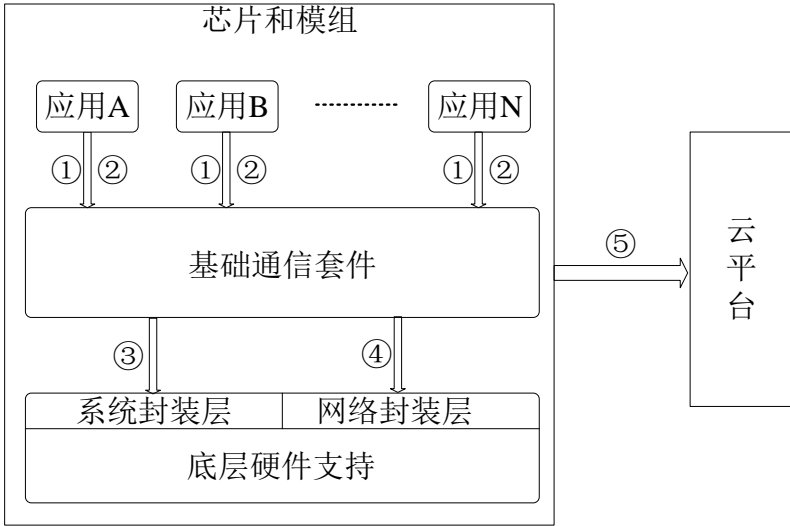 芯片和模组
应用A
应用B
应用N
① ② ① ② ① ②
基础通信套件
⑤
云
平
台
③ ④
系统封装层 网络封装层
底层硬件支持